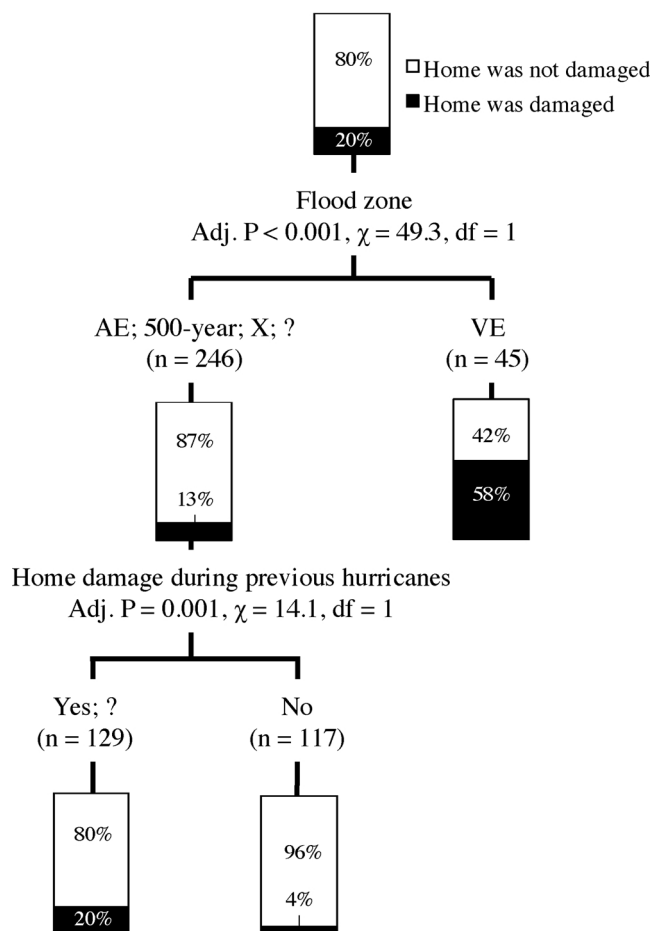 80%
Home was not damaged
Home was damaged
20%
Flood zone
Adj. P < 0.001, χ = 49.3, df = 1
AE; 500-year; X; ?
(n = 246)
VE
(n = 45)
87%
13%
42%
58%
Home damage during previous hurricanes
Adj. P = 0.001, χ = 14.1, df = 1
Yes; ?
(n = 129)
No
(n = 117)
80%
20%
96%
4%